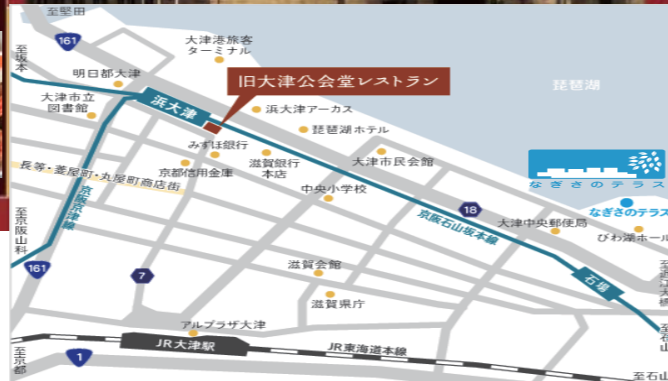 至堅田
161
至坂本
大津港旅客
ターミナル
明日都大津
大津市立
図書館
浜大津
旧大津公会堂レストラン
琵琶湖
浜大津アーカス
琵琶湖ホテル
みずほ銀行
京都信用金庫
滋賀銀行
本店
大津市民会館
なぎさのテラス
長等・菱屋町・丸屋町商店街
京阪京津線
中央小学校
18
京阪石山坂本線
大津中央郵便局
なぎさのテラス
びわ湖ホール
至京阪山科
161
7
滋賀会館
滋賀県庁
石場
至近江大橋
至石山
アルプラザ大津
JR大津駅
JR東海道本線
至京都
1
至石山